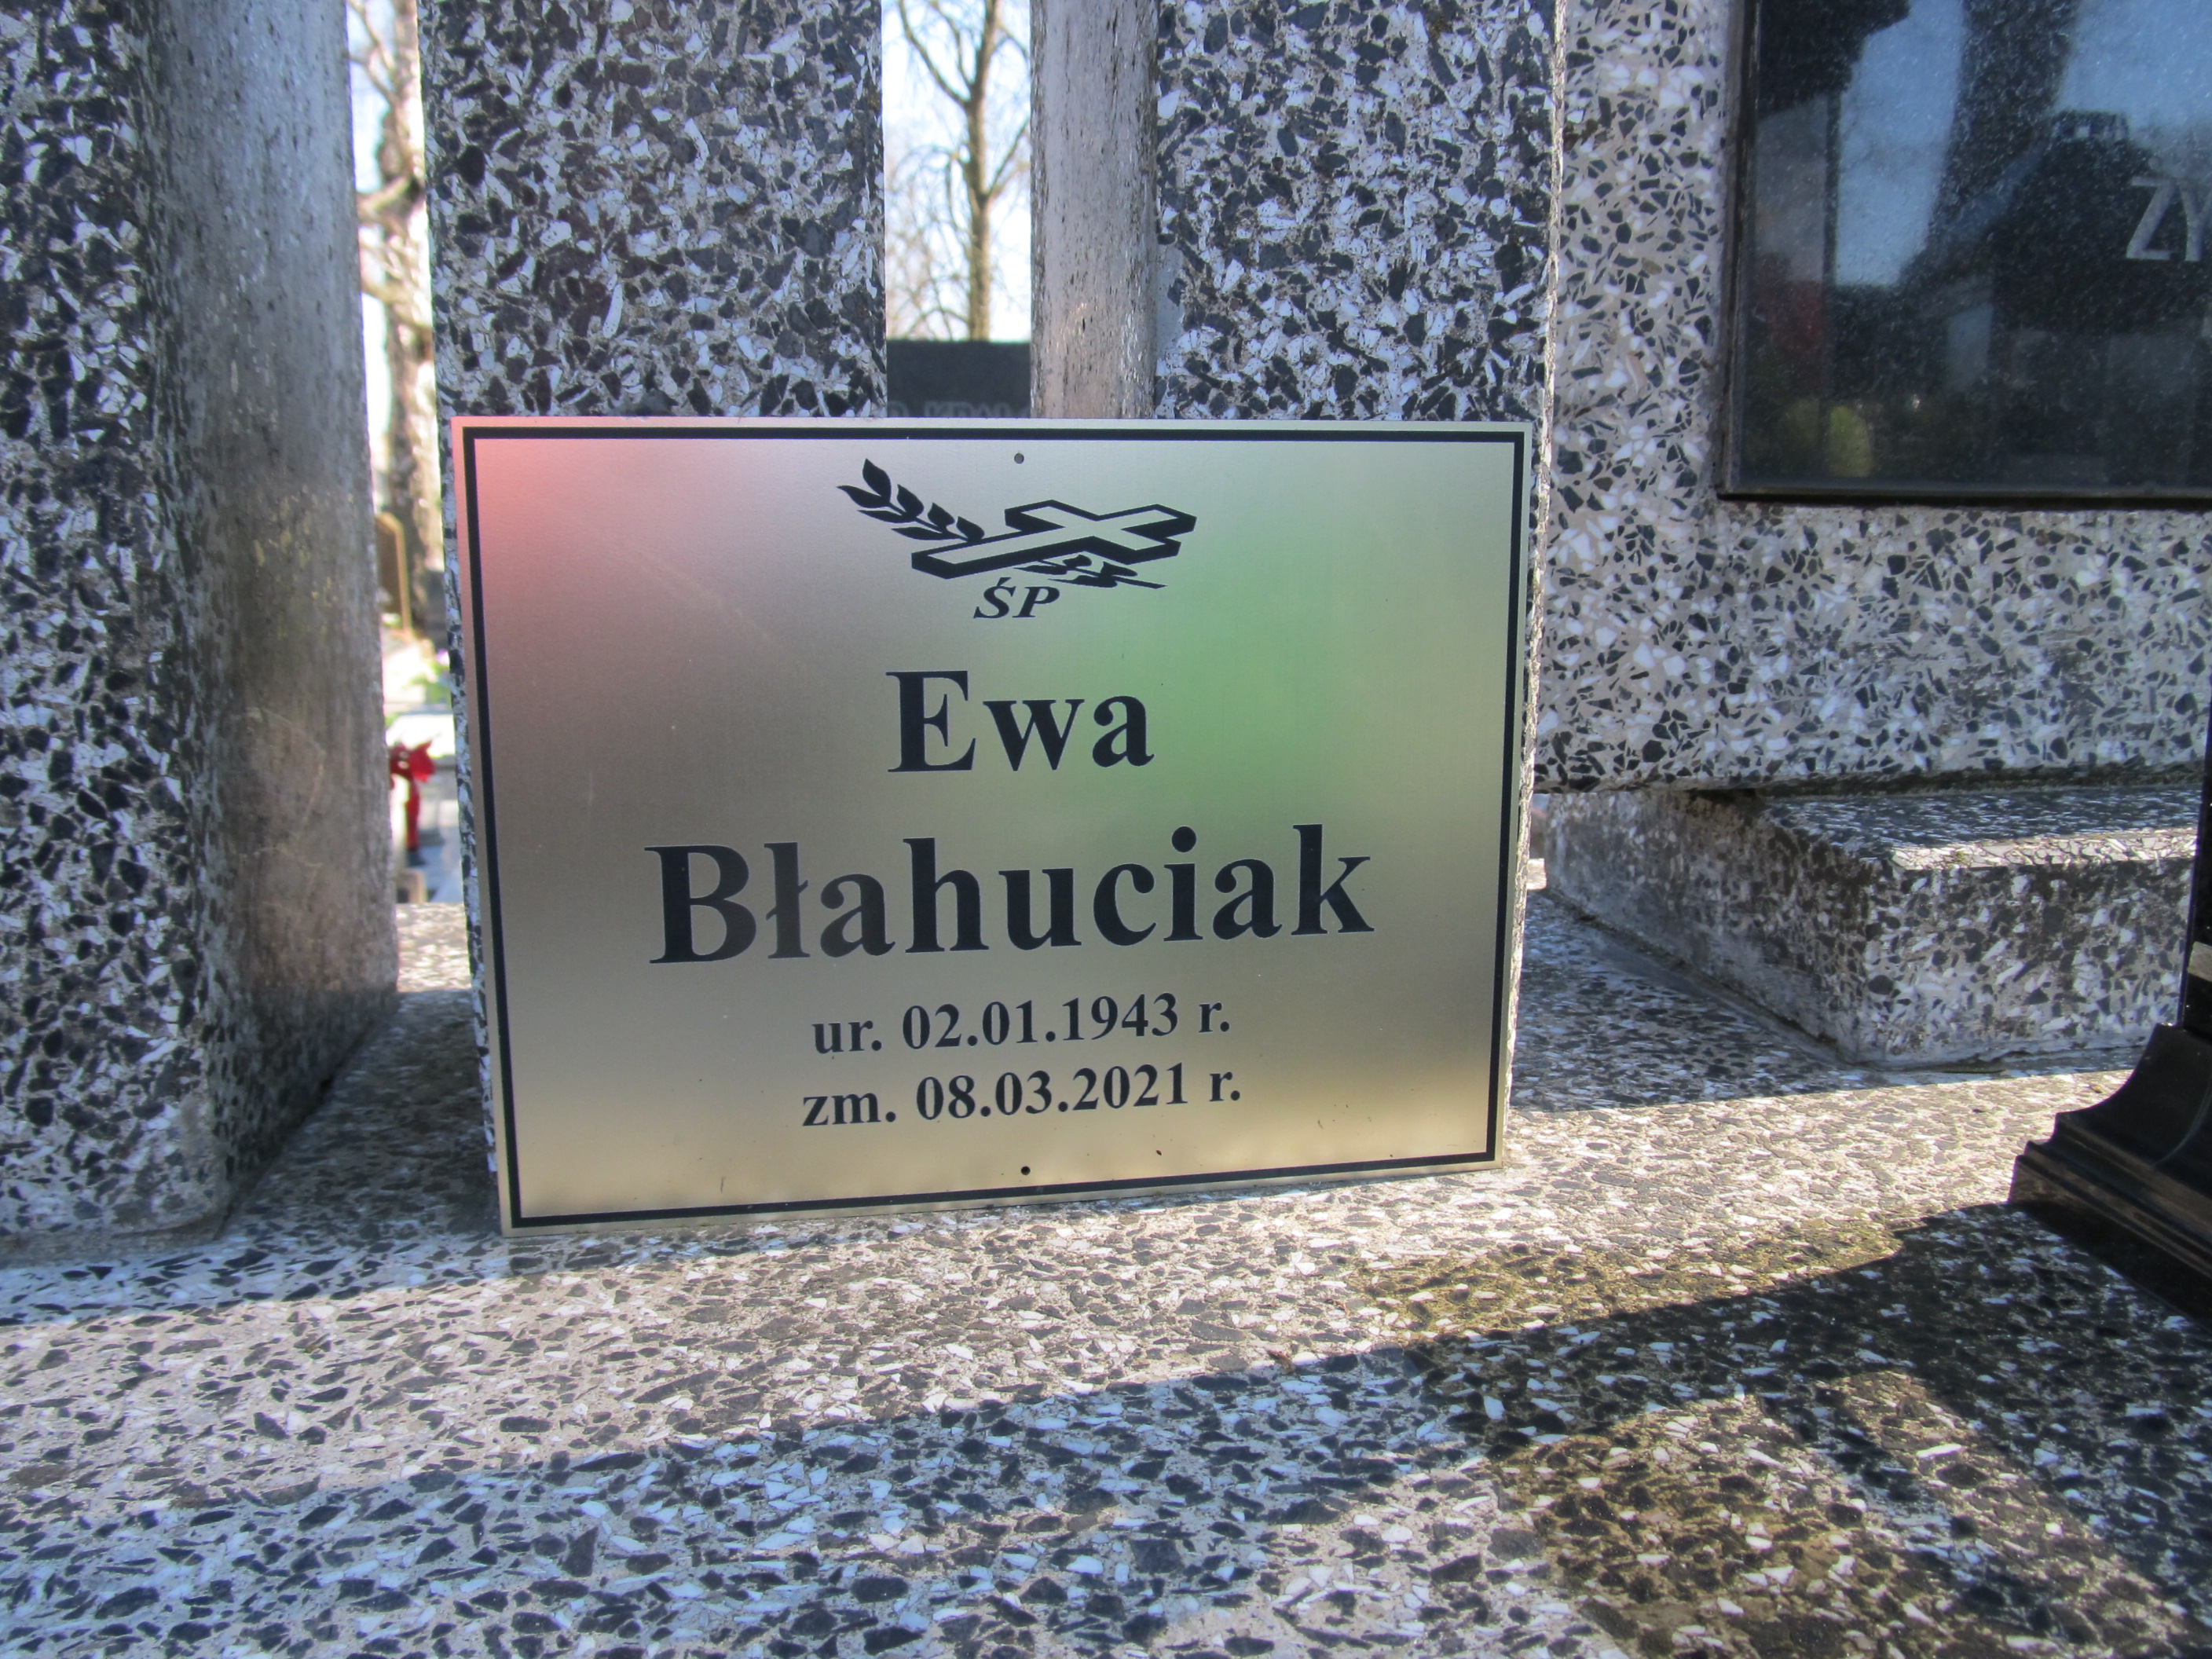 ŚP
Ewa
Błahuciak
ur. 02.01.1943 r.
zm. 08.03.2021 r.